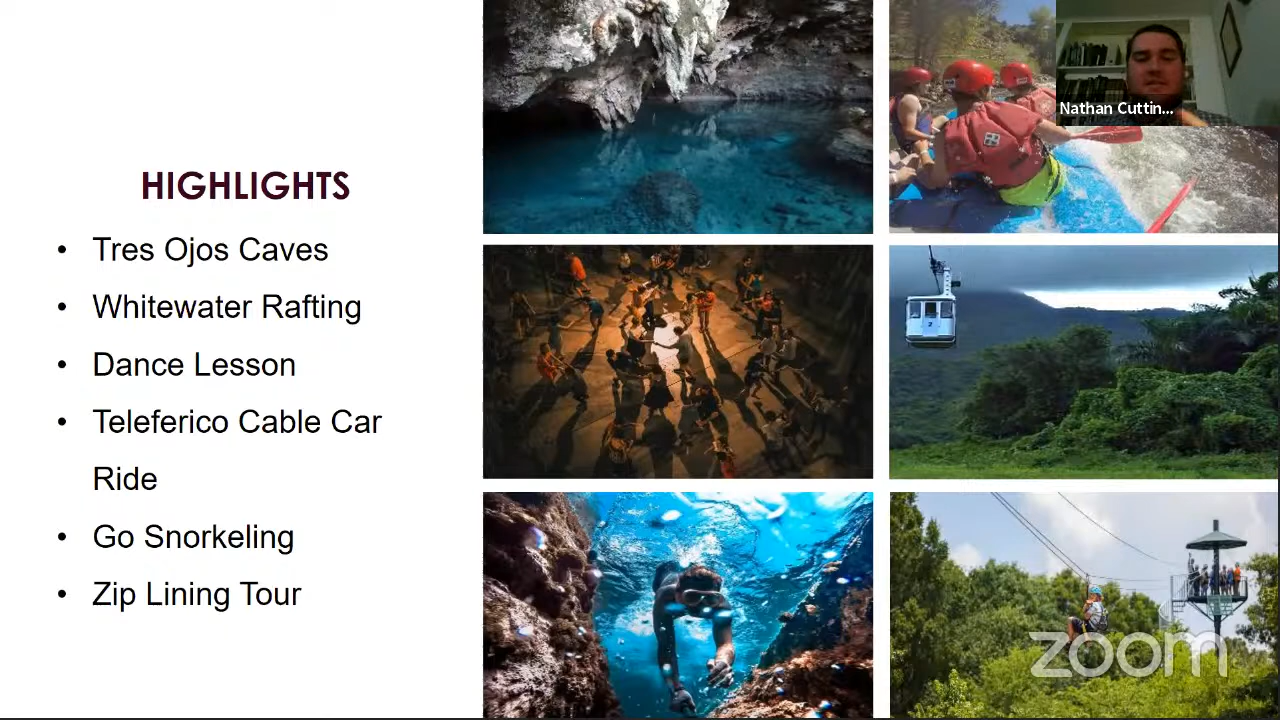 HIGHLIGHTS
• Tres Ojos Caves
• Whitewater Rafting
• Dance Lesson
• Teleferico Cable Car
Ride
• Go Snorkeling
• Zip Lining Tour
Nathan Cuttin...
zoom